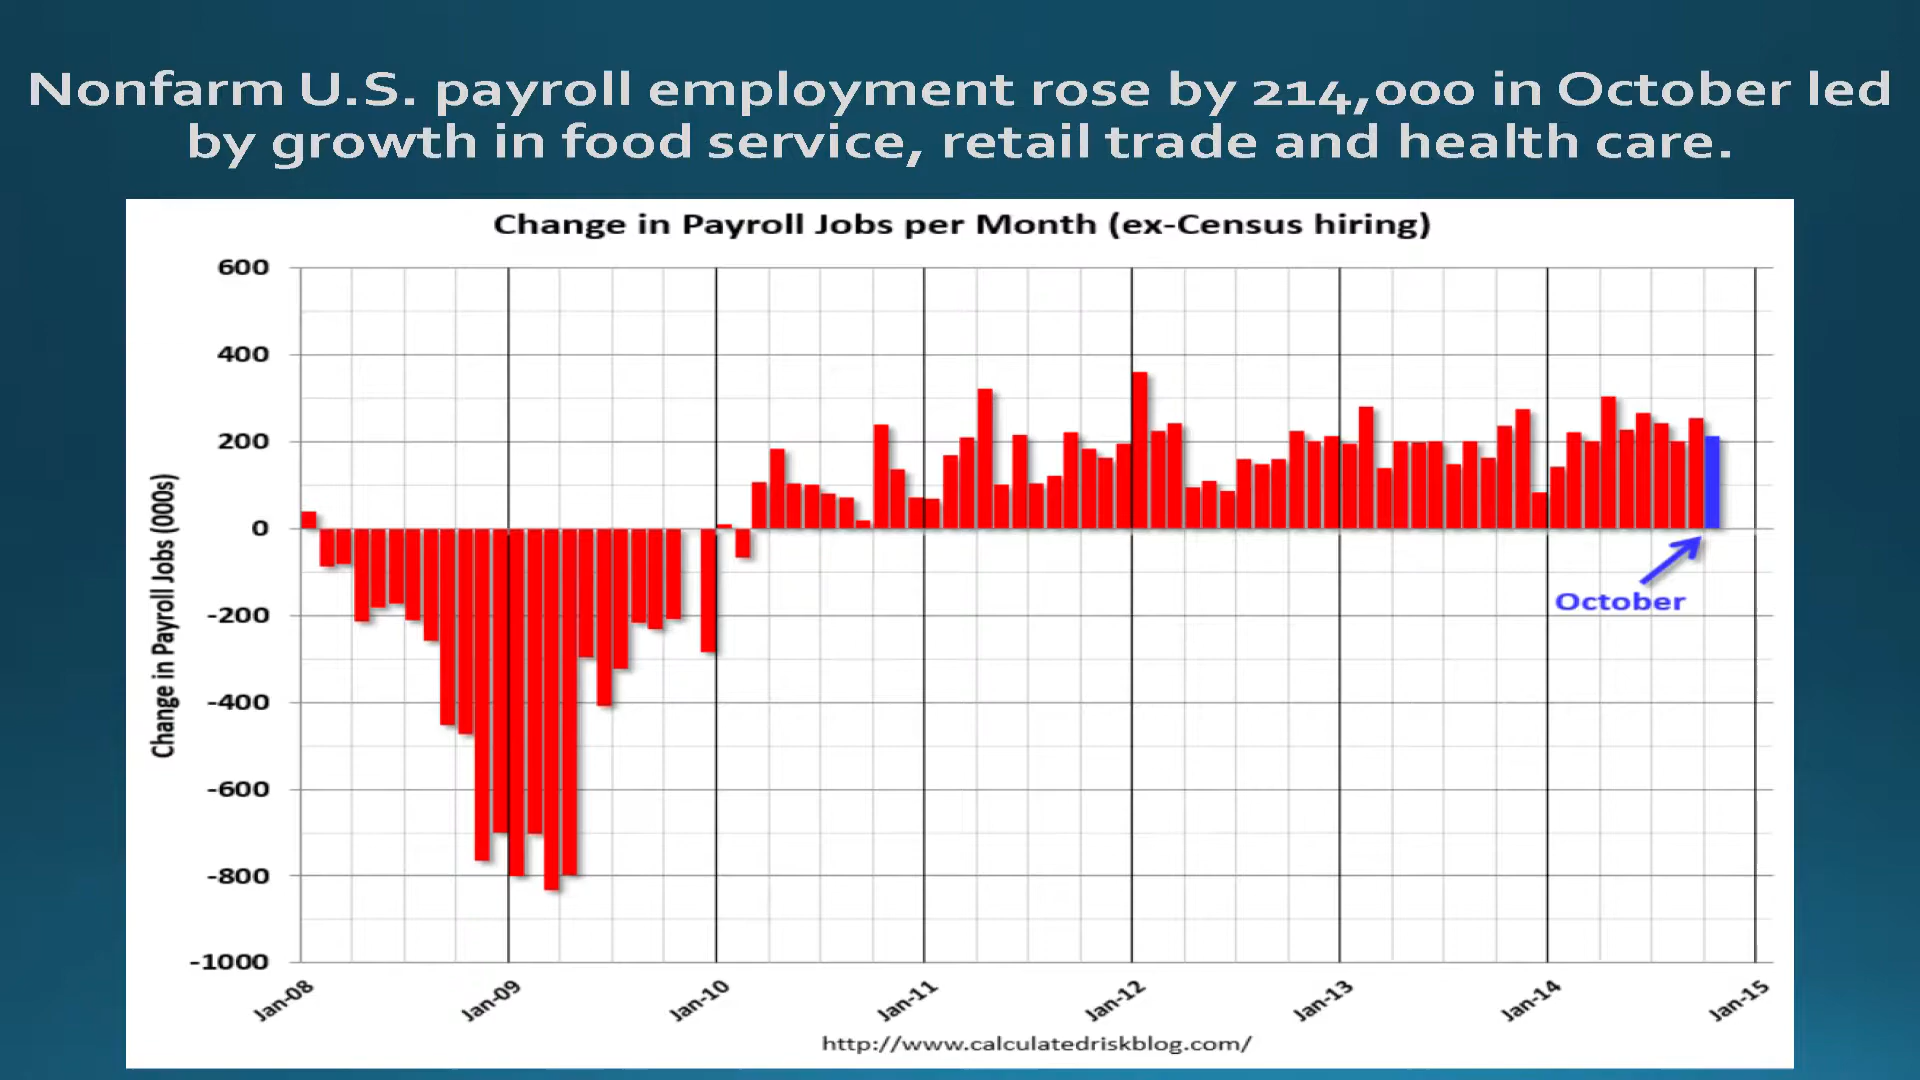 Nonfarm U.S. payroll employment rose by 214,000 in October led
by growth in food service, retail trade and health care.
Change in Payroll Jobs per Month (ex-Census hiring)
Change in Payroll Jobs (000s)
600
400
200
0
-200
-400
-600
-800
-1000
October
Jan-08
Jan-09
Jan-10
Jan-11
Jan-12
Jan-13
Jan-14
Jan-15
http://www.calculatedriskblog.com/